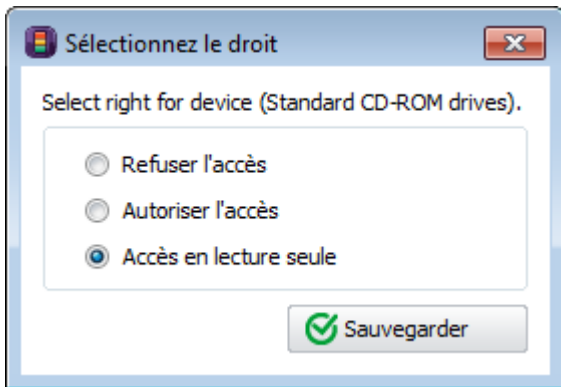 Sélectionnez le droit
Select right for device (Standard CD-ROM drives).
Refuser l'accès
Autoriser l'accès
Accès en lecture seule
Sauvegarder